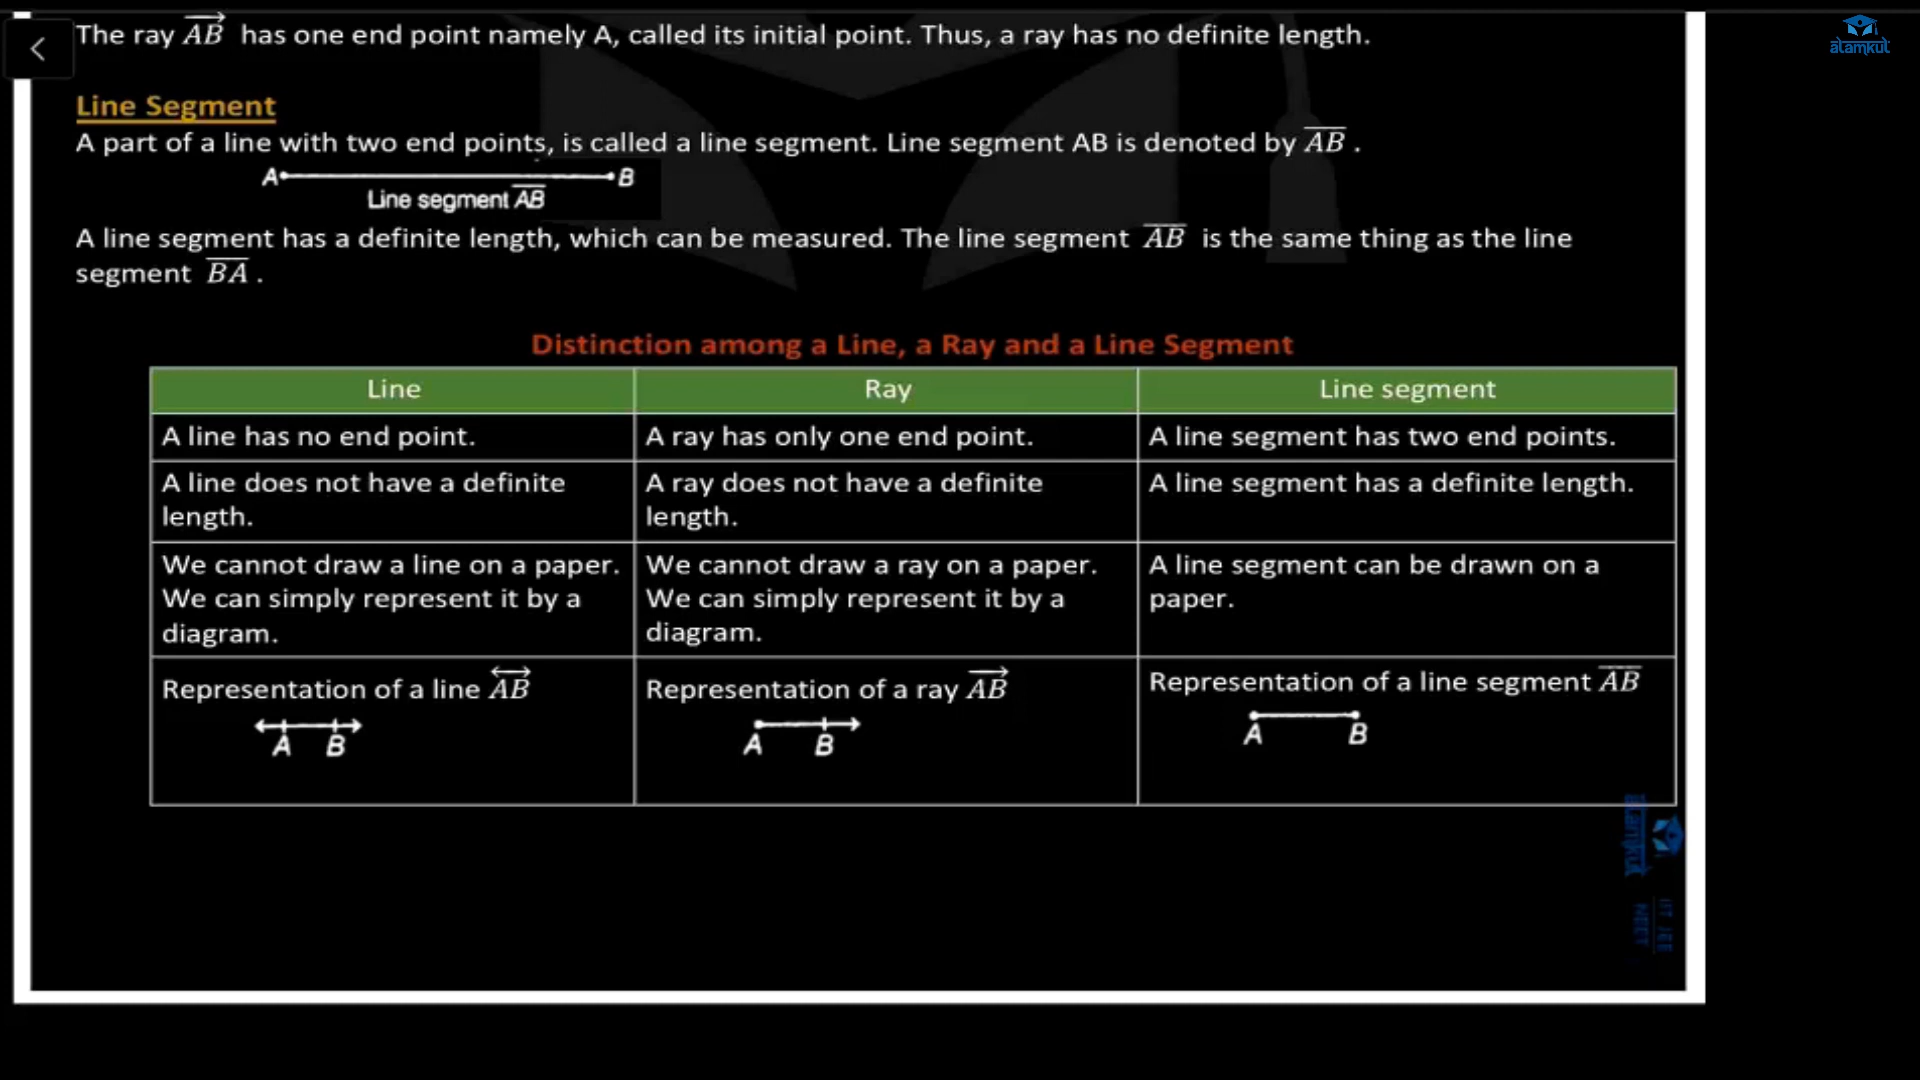 The ray AB has one end point namely A, called its initial point. Thus, a ray has no definite length.
alamkul
Line Segment
A part of a line with two end points, is called a line segment. Line segment AB is denoted by AB .
A B
Line segment AB
A line segment has a definite length, which can be measured. The line segment AB is the same thing as the line
segment BA .
Distinction among a Line, a Ray and a Line Segment
Line
Ray
Line segment
A line has no end point.
A ray has only one end point.
A line segment has two end points.
A line does not have a definite
length.
A ray does not have a definite
length.
A line segment has a definite length.
We cannot draw a line on a paper.
We can simply represent it by a
diagram.
We cannot draw a ray on a paper.
We can simply represent it by a
diagram.
A line segment can be drawn on a
paper.
Representation of a line AB
A B
Representation of a ray AB
A B
Representation of a line segment AB
A B
alamkul
IIT JEE
NEET